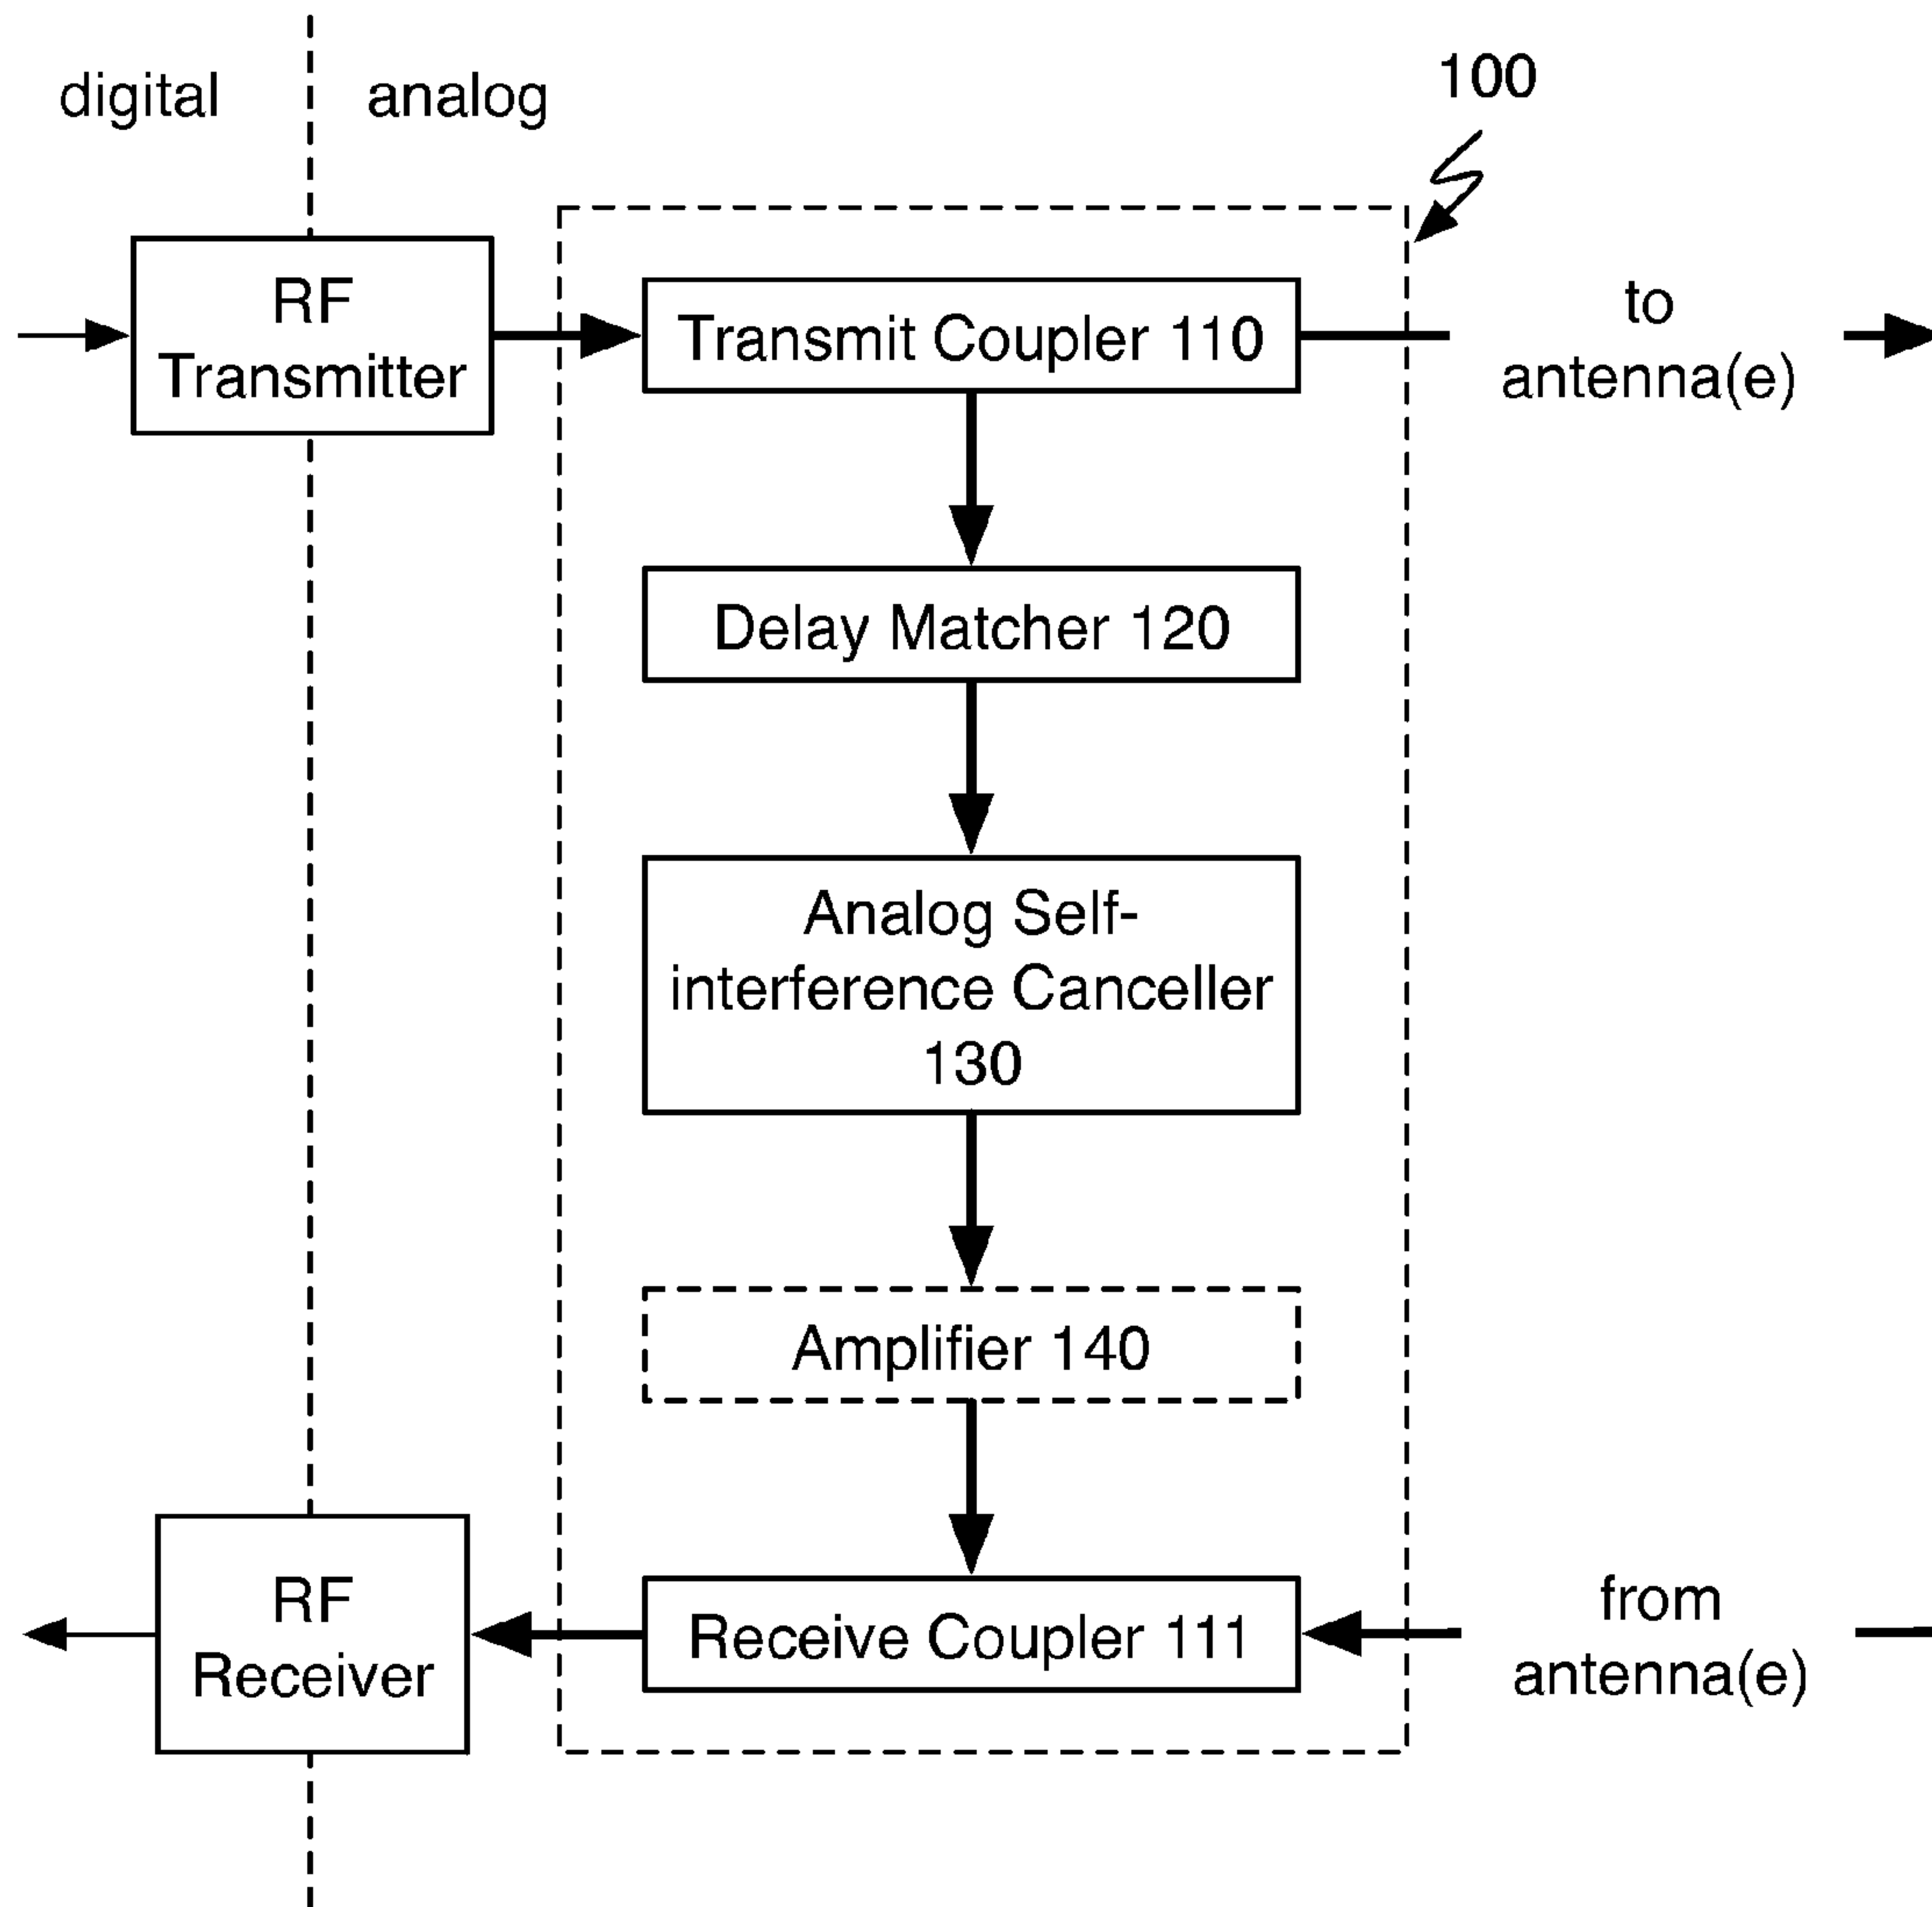 digital
analog
100
RF
Transmitter
Transmit Coupler 110
to
antenna(e)
Delay Matcher 120
Analog Self-
interference Canceller
130
Amplifier 140
RF
Receiver
Receive Coupler 111
from
antenna(e)